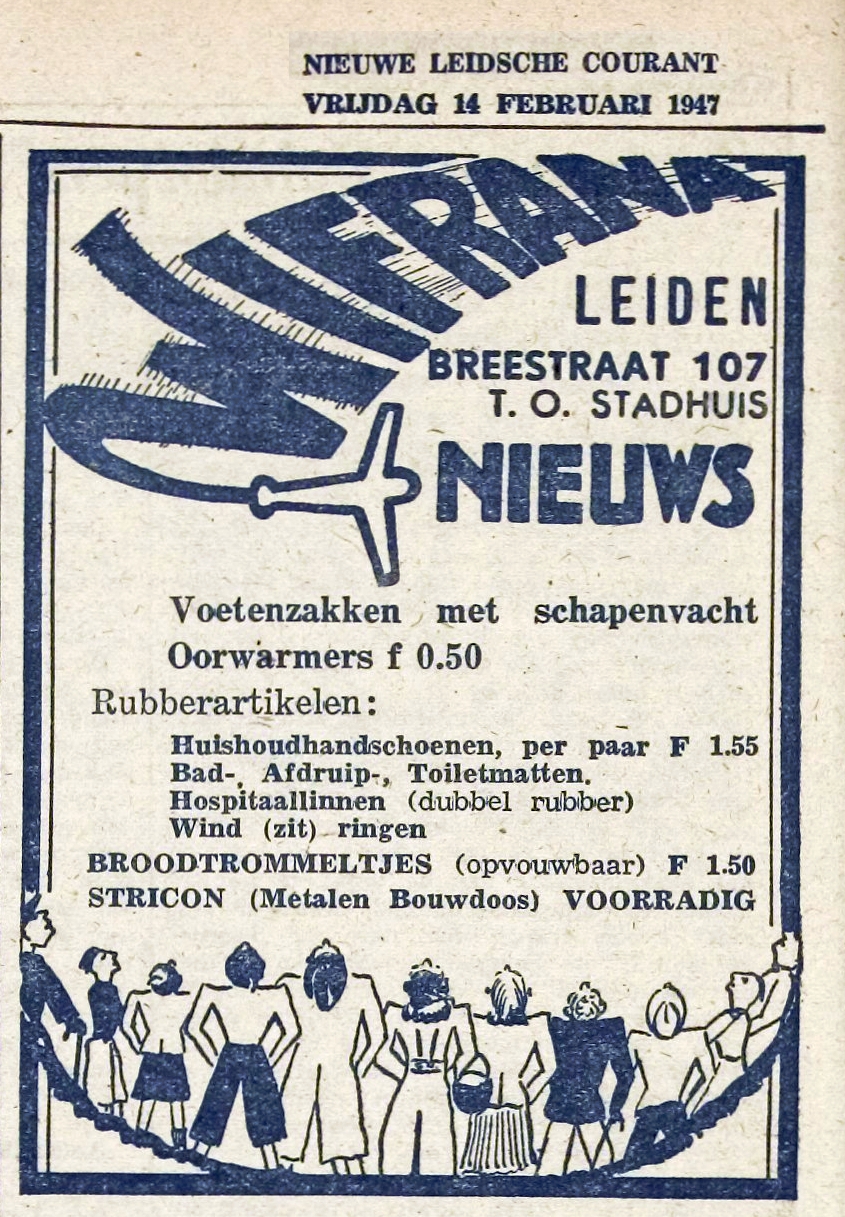 NIEUWE LEIDSCHE COURANT
VRIJDAG 14 FEBRUARI 1947
MIFRANA
LEIDEN
BREESTRAAT 107
T. O. STADHUIS
NIEUWS
Voetenzakken met schapenvacht
Oorwarmers f 0.50
Rubberartikelen:
Huishoudhandschoenen, per paar F 1.55
Bad-, Afdruip-, Toiletmatten.
Hospitaallinnen (dubbel rubber)
Wind (zit) ringen
BROODTROMMELTJES (opvouwbaar) F 1.50
STRICON (Metalen Bouwdoos) VOORRADIG